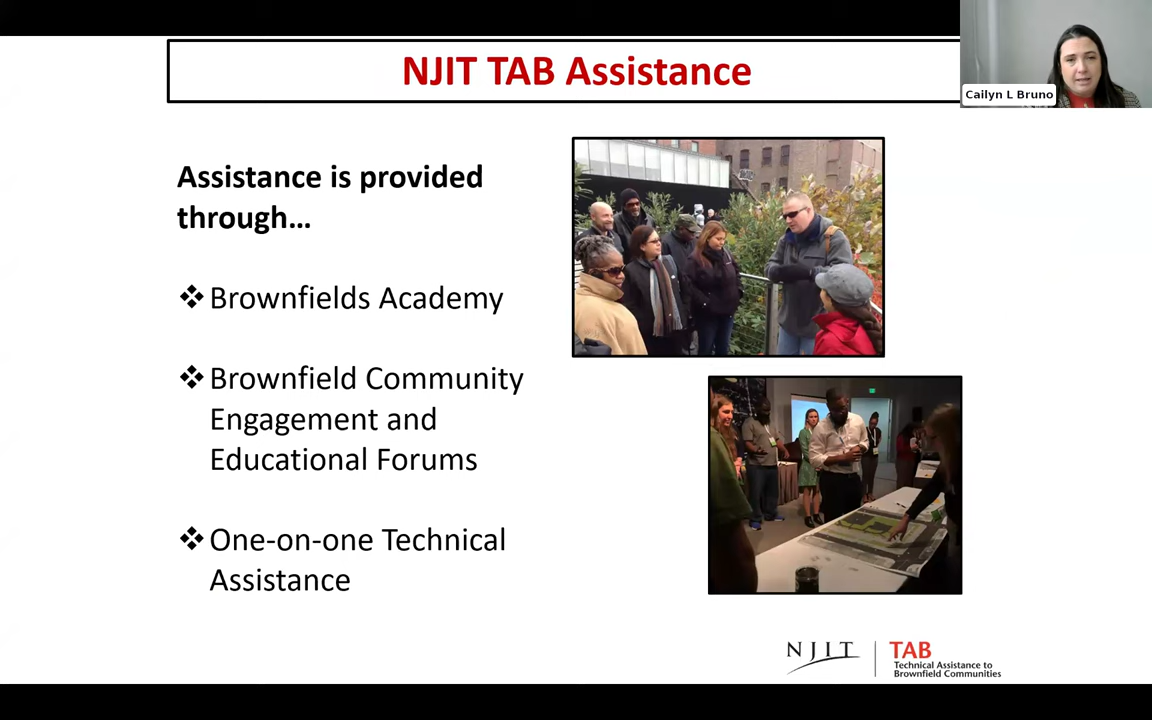 NJIT TAB Assistance
Cailyn L Bruno
Assistance is provided
through...
❖ Brownfields Academy
❖ Brownfield Community
Engagement and
Educational Forums
❖ One-on-one Technical
Assistance
NJIT
TAB
Technical Assistance to
Brownfield Communities